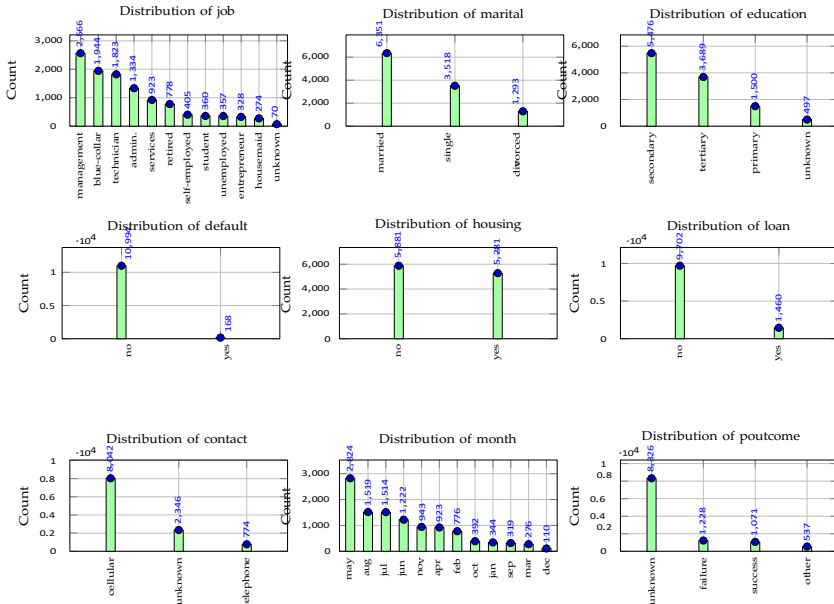 Distribution of job
Count
3,000
2,000
1,000
0
2,566
1,944
1,823
1,334
923
778
405
360
357
328
274
70
management
blue-collar
technician
admin.
services
retired
self-employed
student
unemployed
entrepreneur
housemaid
unknown
Distribution of marital
Count
6,000
4,000
2,000
0
6,351
3,518
1,293
married
single
divorced
Distribution of education
Count
6,000
4,000
2,000
0
5,476
3,689
1,500
497
secondary
tertiary
primary
unknown
Distribution of default
·10⁴
Count
1
0.5
0
10,994
168
no
yes
Distribution of housing
Count
6,000
4,000
2,000
0
5,881
5,281
no
yes
Distribution of loan
·10⁴
Count
1
0.5
0
9,702
1,460
no
yes
Distribution of contact
·10⁴
Count
1
0.8
0.6
0.4
0.2
0
8,042
2,346
774
cellular
unknown
telephone
Distribution of month
Count
3,000
2,000
1,000
0
2,824
1,519
1,514
1,222
943
923
776
392
344
319
276
110
may
aug
jul
jun
nov
apr
feb
oct
jan
sep
mar
dec
Distribution of poutcome
·10⁴
Count
1
0.8
0.6
0.4
0.2
0
8,326
1,228
1,071
537
unknown
failure
success
other